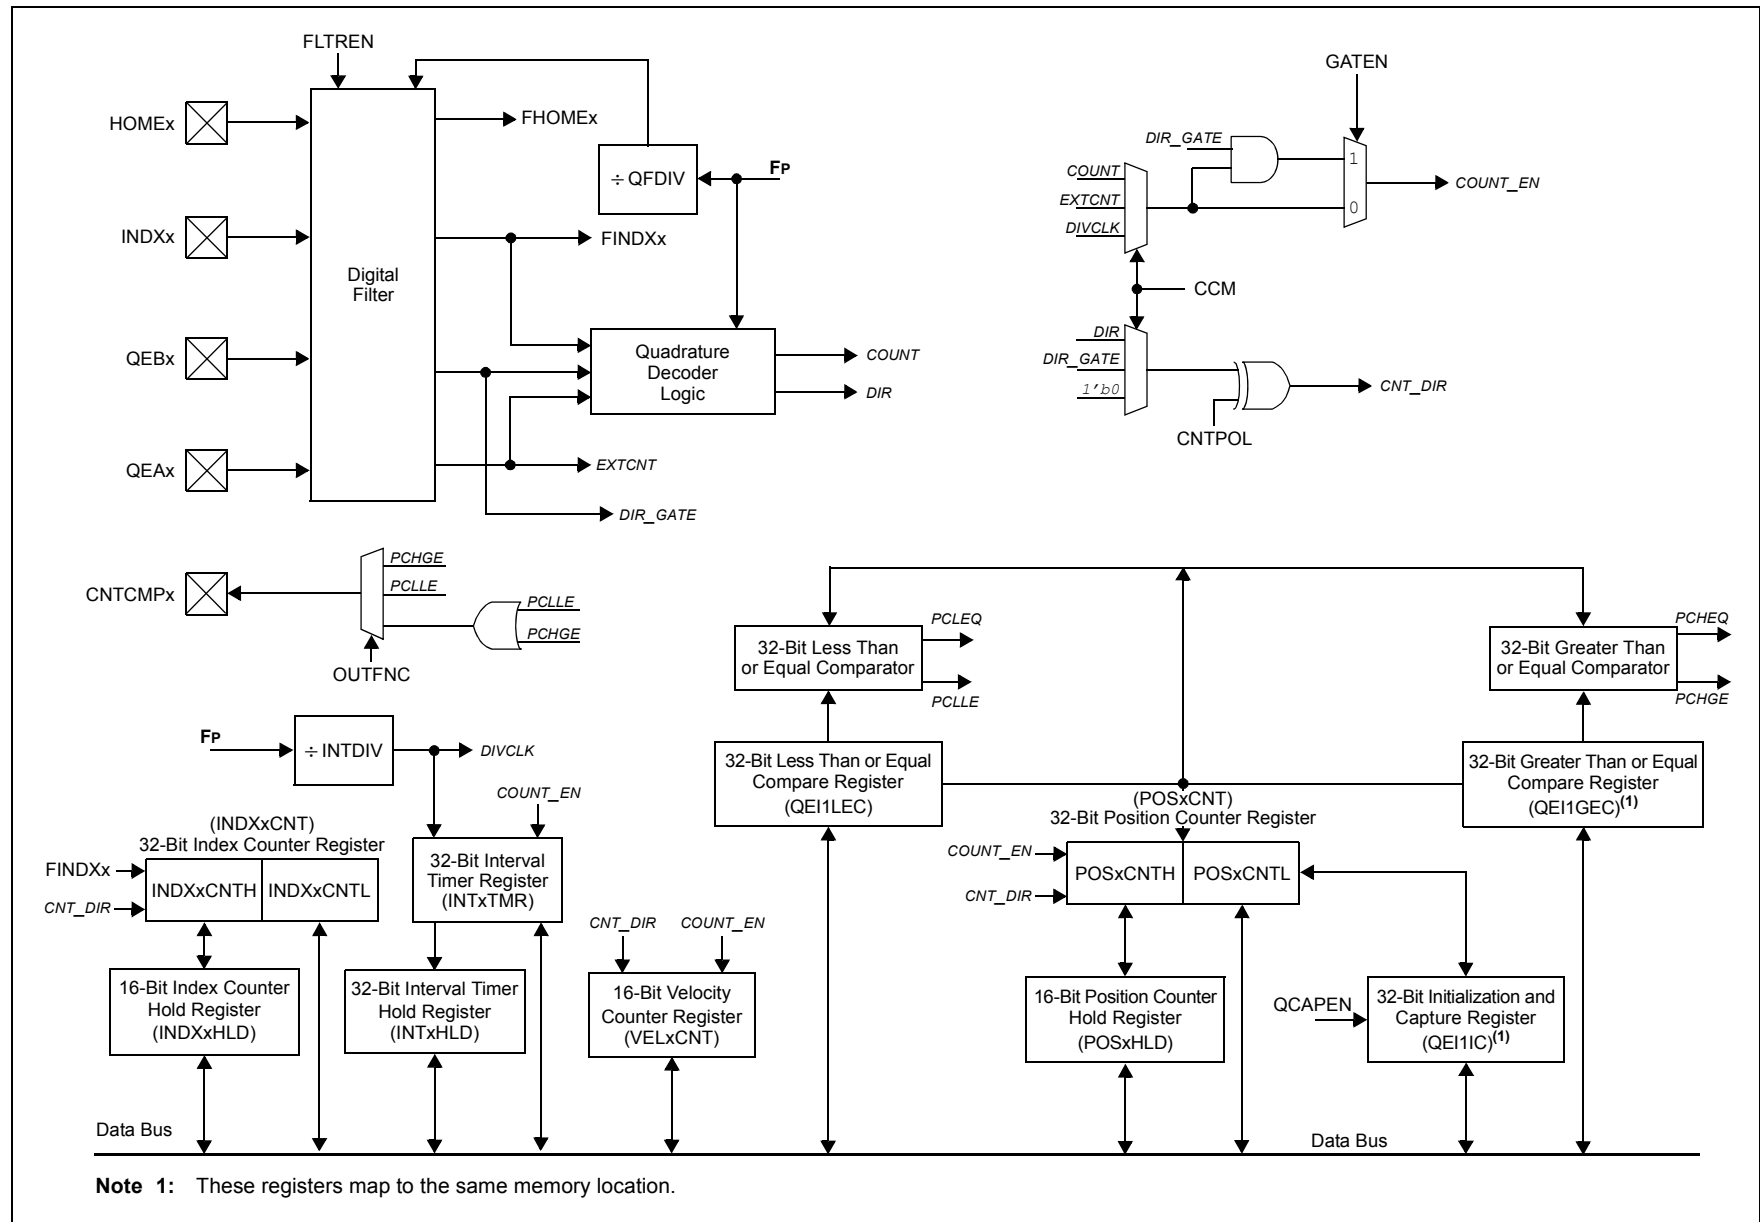 FLTREN
HOMEx
FHOMEx
÷ QFDIV
FP
INDXx
FINDXx
Digital
Filter
QEBx
Quadrature
Decoder
Logic
COUNT
DIR
QEAx
EXTCNT
DIR_GATE
GATEN
DIR_GATE
COUNT
EXTCNT
DIVCLK
1
0
COUNT_EN
CCM
DIR
DIR_GATE
1'b0
CNTPOL
CNT_DIR
CNTCMPx
PCHGE
PCLLE
PCLLE
PCHGE
OUTFNC
32-Bit Less Than
or Equal Comparator
PCLEQ
PCLLE
32-Bit Greater Than
or Equal Comparator
PCHEQ
PCHGE
FP
÷ INTDIV
DIVCLK
COUNT_EN
32-Bit Less Than or Equal
Compare Register
(QEI1LEC)
32-Bit Greater Than or Equal
Compare Register
(QEI1GEC)(1)
(POSxCNT)
32-Bit Position Counter Register
COUNT_EN
CNT_DIR
POSxCNTH
POSxCNTL
(INDXxCNT)
32-Bit Index Counter Register
FINDXx
CNT_DIR
INDXxCNTH
INDXxCNTL
32-Bit Interval
Timer Register
(INTxTMR)
CNT_DIR
COUNT_EN
16-Bit Index Counter
Hold Register
(INDXxHLD)
32-Bit Interval Timer
Hold Register
(INTxHLD)
16-Bit Velocity
Counter Register
(VELxCNT)
16-Bit Position Counter
Hold Register
(POSxHLD)
QCAPEN
32-Bit Initialization and
Capture Register
(QEI1IC)(1)
Data Bus
Data Bus
Note 1: These registers map to the same memory location.